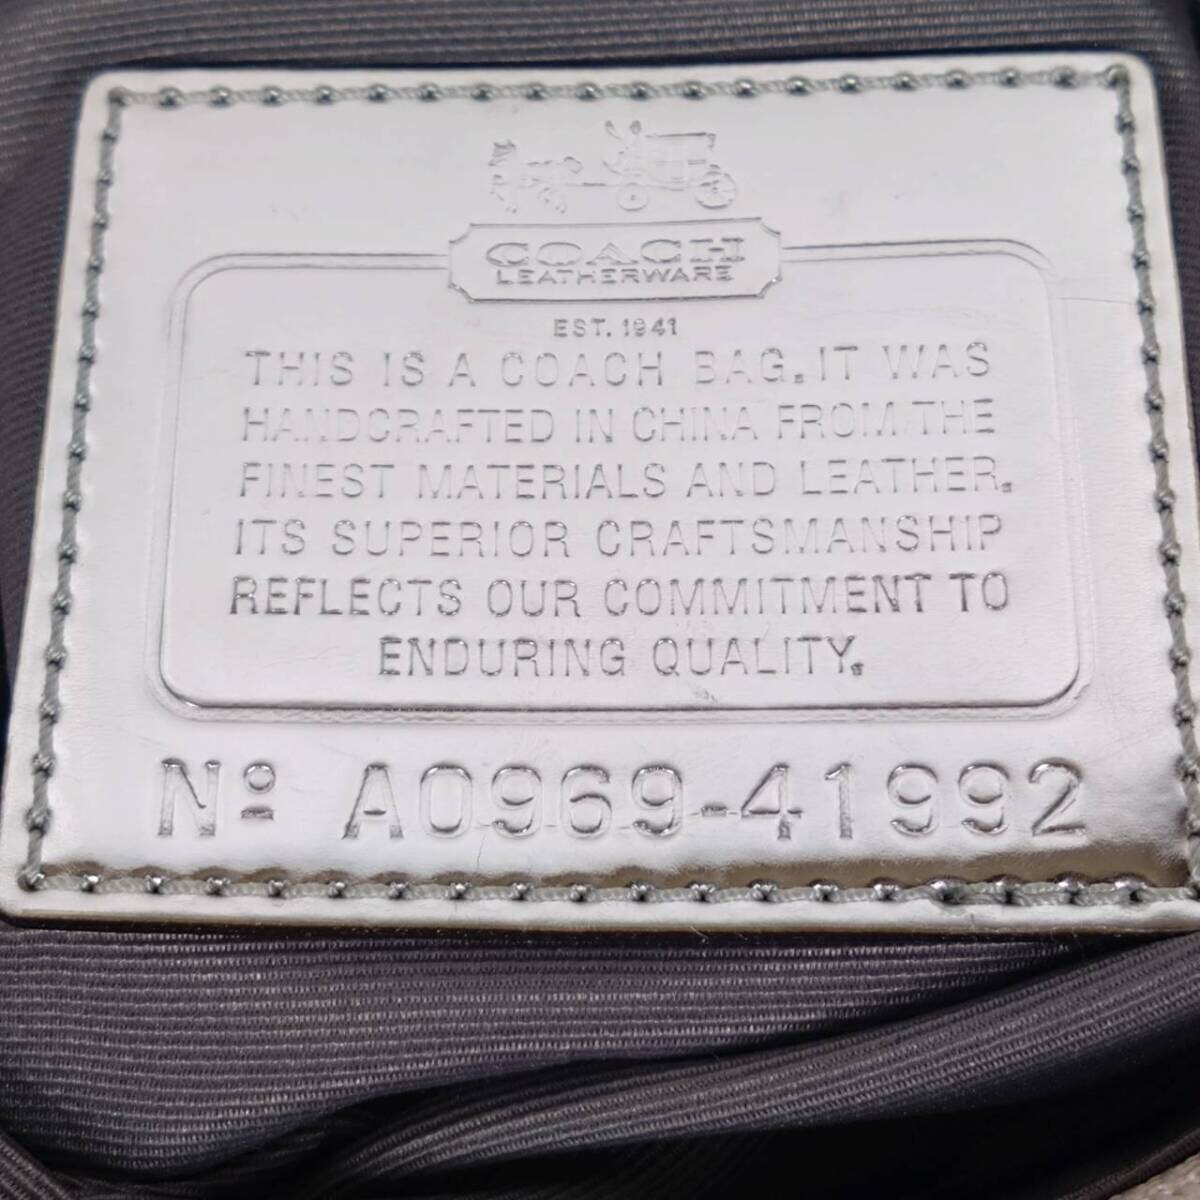 COACH
LEATHERWARE
EST. 1941
THIS IS A COACH BAG. IT WAS
HANDCRAFTED IN CHINA FROM THE
FINEST MATERIALS AND LEATHER.
ITS SUPERIOR CRAFTSMANSHIP
REFLECTS OUR COMMITMENT TO
ENDURING QUALITY.
Nº A0969-41992